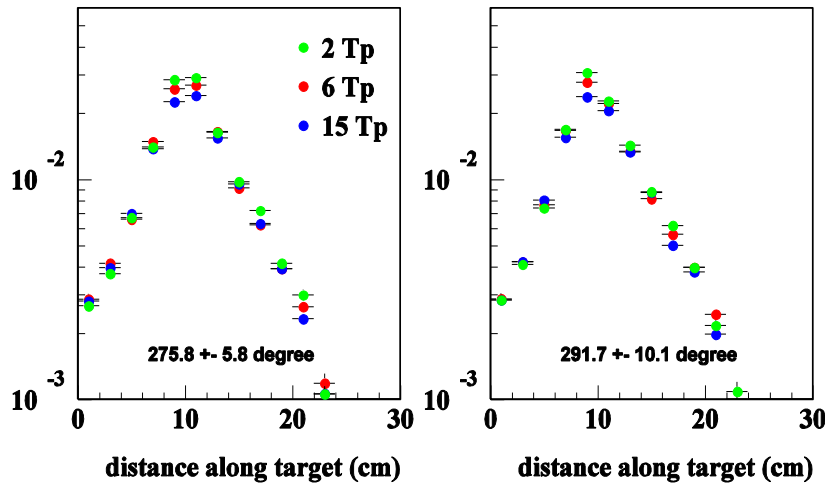 2 Tp
6 Tp
15 Tp
10 -2
10 -3
275.8 +- 5.8 degree
0 10 20 30
distance along target (cm)
10 -2
10 -3
291.7 +- 10.1 degree
0 10 20 30
distance along target (cm)